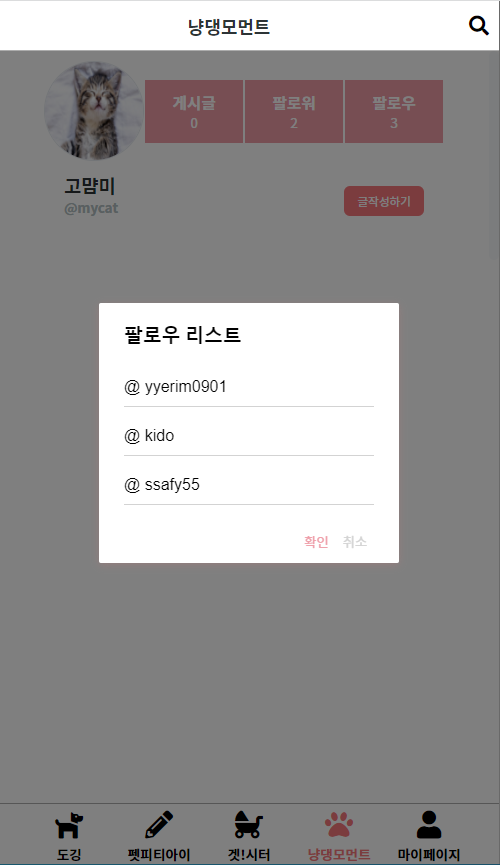 냥댕모먼트
게시글
팔로워
팔로우
0
2
3
고먐미
@mycat
글작성하기
팔로우 리스트
@ yyerim0901
@ kido
@ ssafy55
확인 취소
도깅
펫피티아이
겟!시터
냥댕모먼트
마이페이지